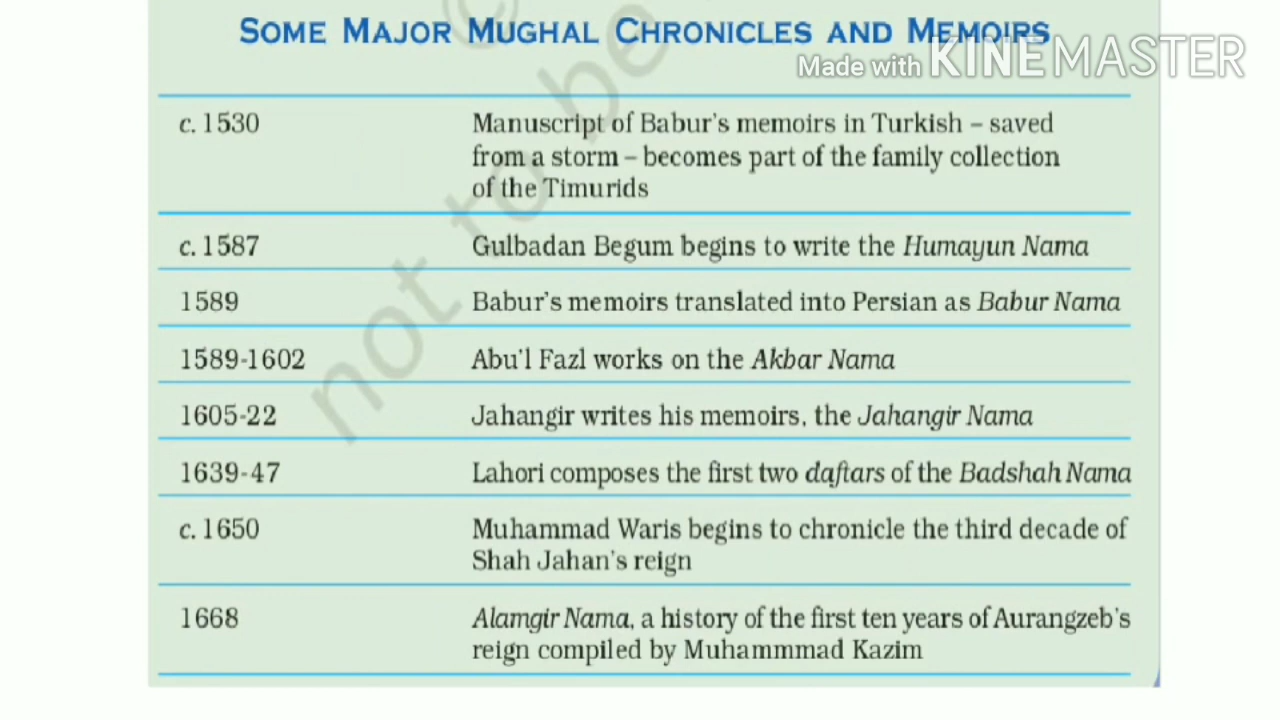 SOME MAJOR MUGHAL CHRONICLES AND MEMOIRS
Made with KINEMASTER
c. 1530 Manuscript of Babur's memoirs in Turkish – saved
from a storm – becomes part of the family collection
of the Timurids
c. 1587 Gulbadan Begum begins to write the Humayun Nama
1589 Babur's memoirs translated into Persian as Babur Nama
1589-1602 Abu'l Fazl works on the Akbar Nama
1605-22 Jahangir writes his memoirs, the Jahangir Nama
1639-47 Lahori composes the first two daftars of the Badshah Nama
c. 1650 Muhammad Waris begins to chronicle the third decade of
Shah Jahan's reign
1668 Alamgir Nama, a history of the first ten years of Aurangzeb's
reign compiled by Muhammmad Kazim
© not to be